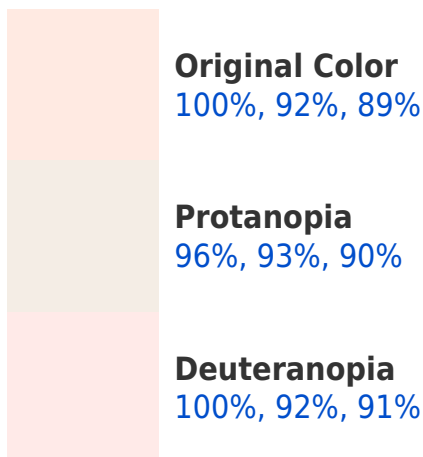 Original Color
100%, 92%, 89%
Protanopia
96%, 93%, 90%
Deuteranopia
100%, 92%, 91%